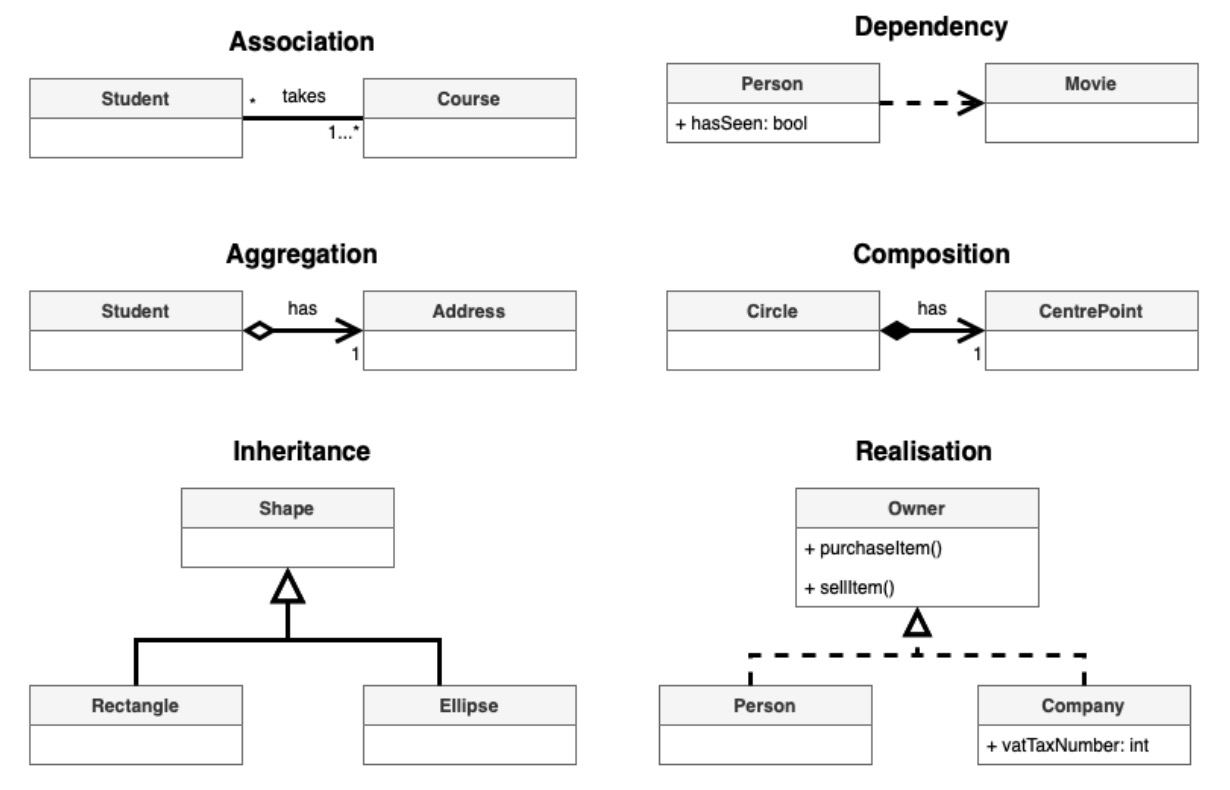 Association
Student
Course
*
takes
1...*
Dependency
Person
+ hasSeen: bool
Movie
Aggregation
Student
has
1
Address
Composition
Circle
has
1
CentrePoint
Inheritance
Shape
Rectangle
Ellipse
Realisation
Owner
+ purchaseItem()
+ sellItem()
Person
Company
+ vatTaxNumber: int